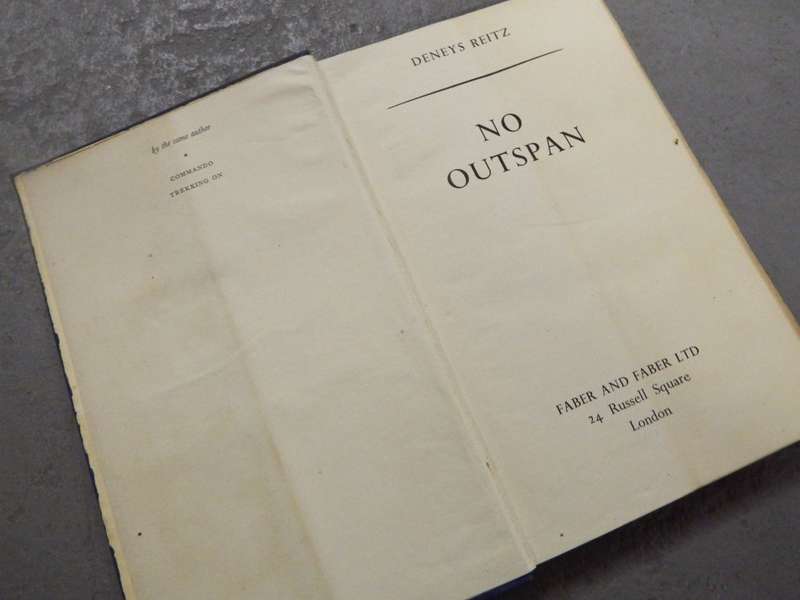 by the same author
*
COMMANDO
TREKKING ON
DENEYS REITZ
NO
OUTSPAN
FABER AND FABER LTD
24 Russell Square
London